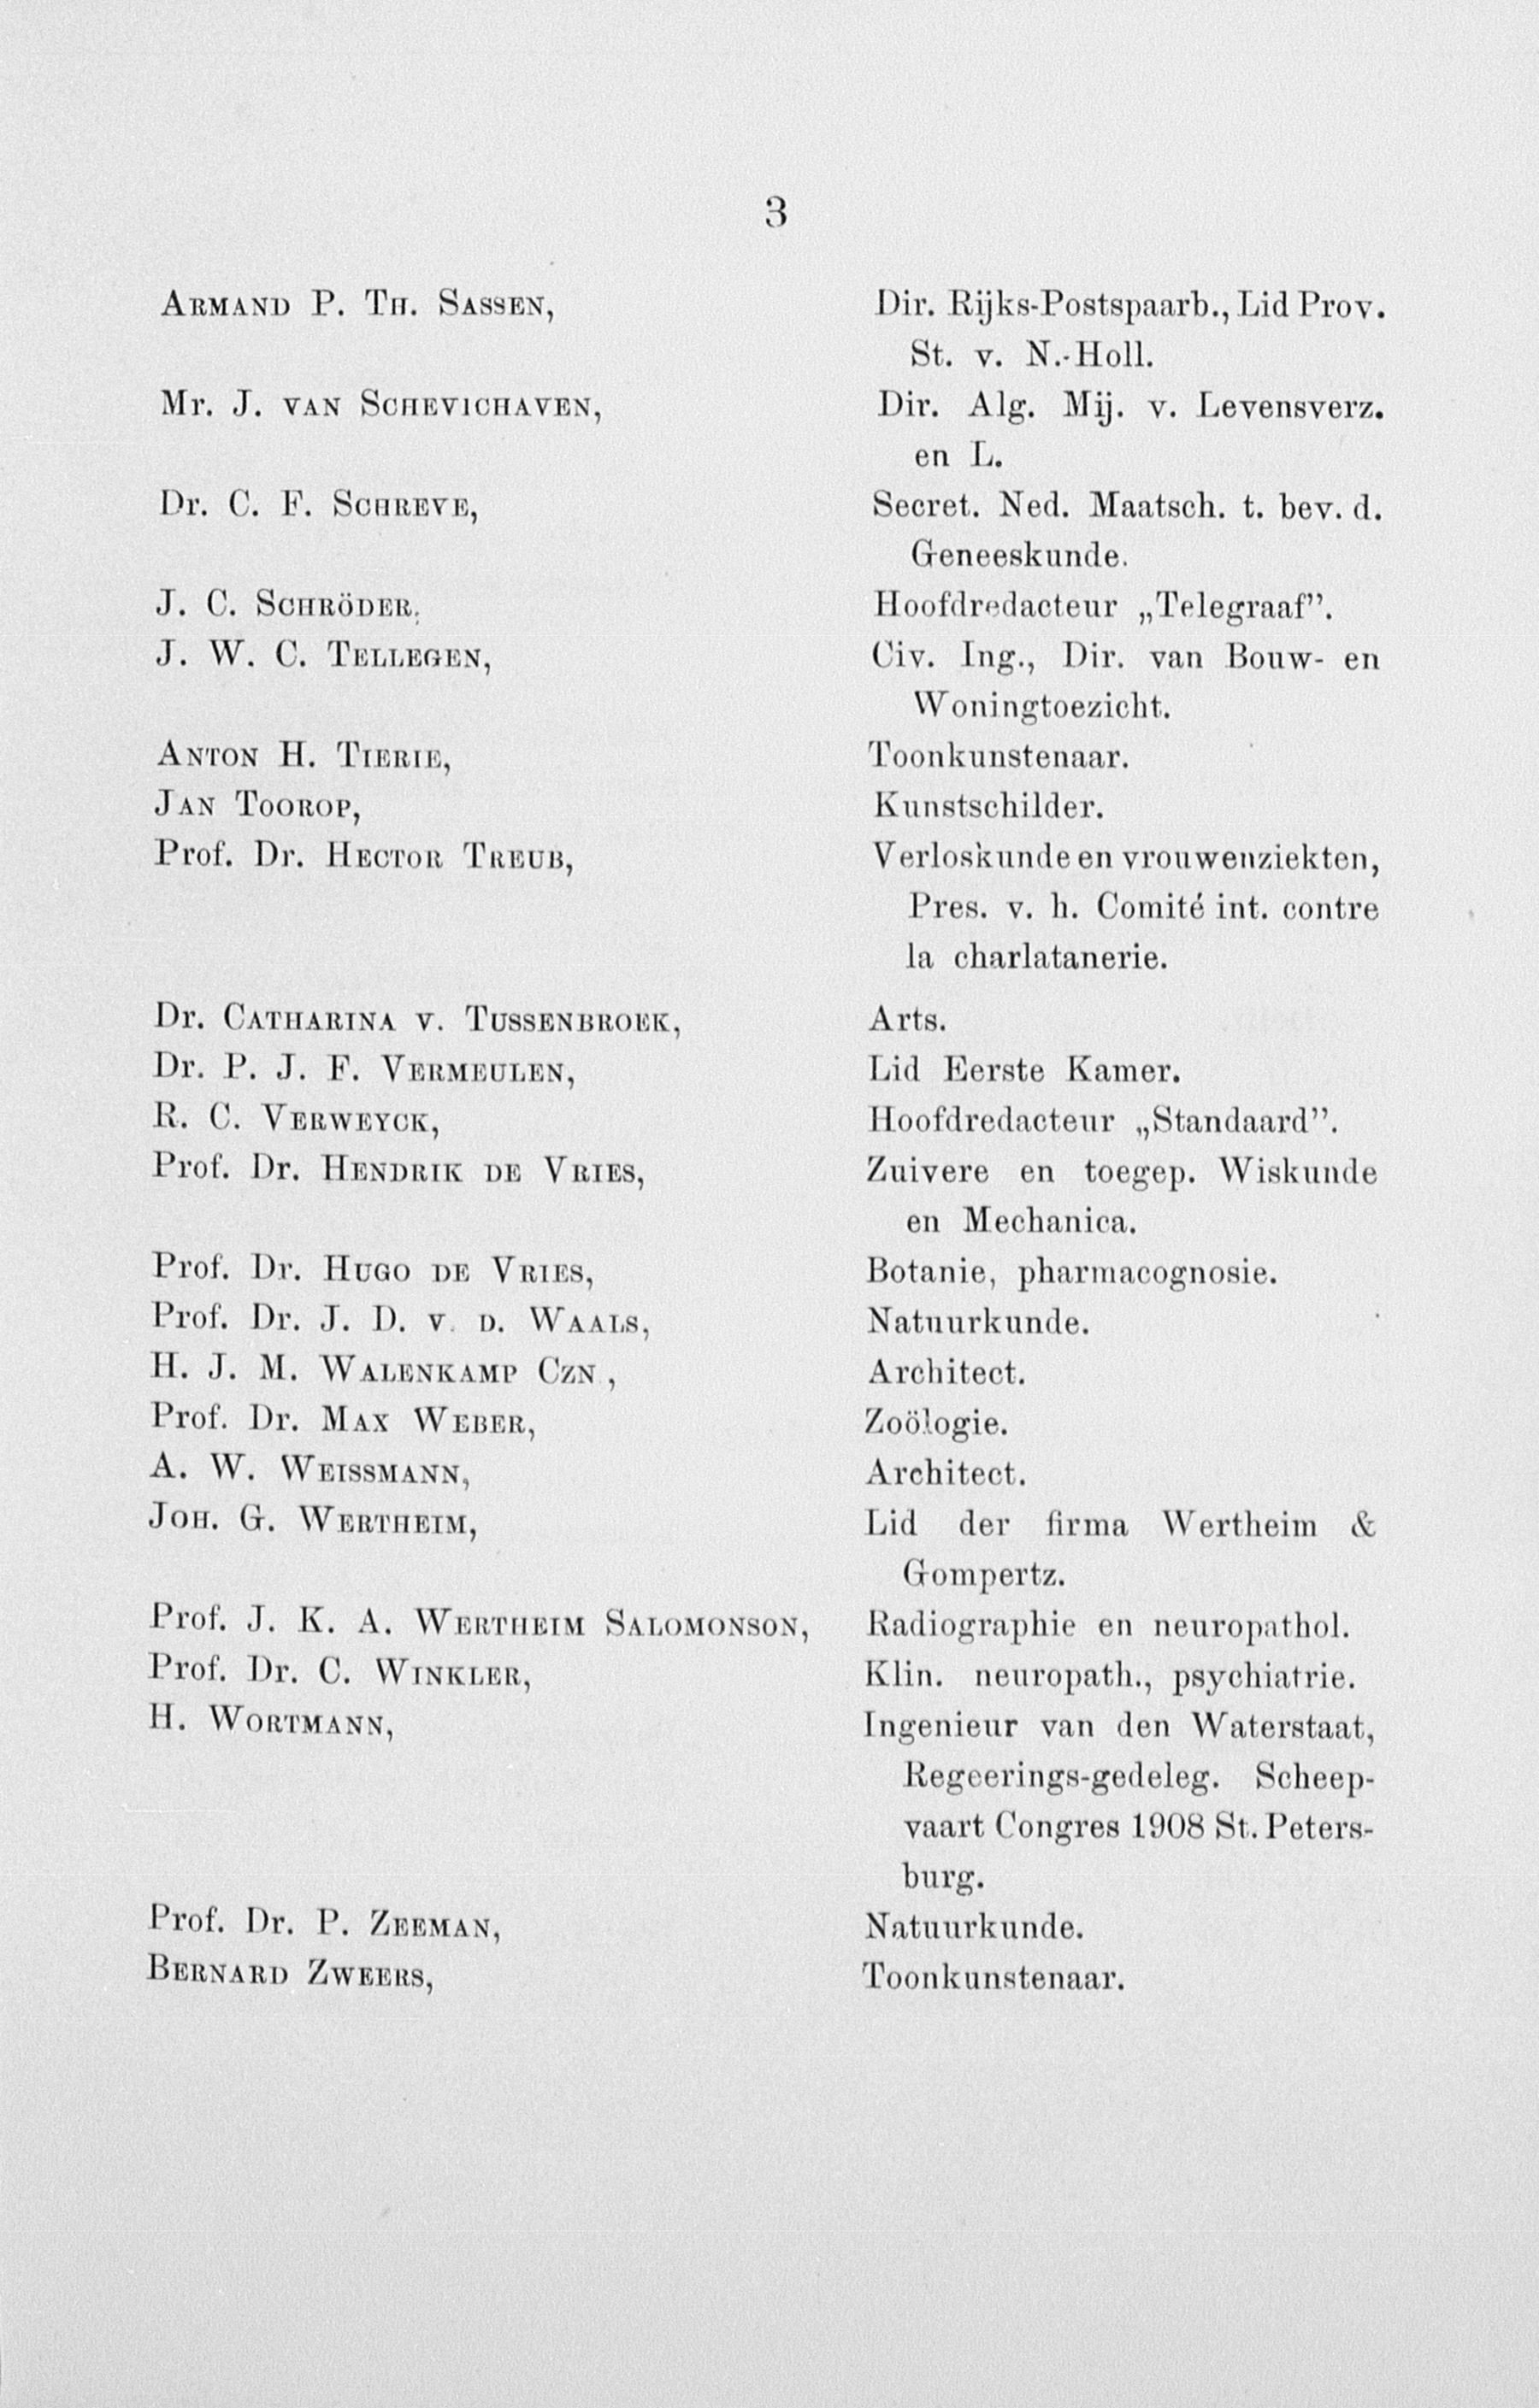 3
Armand P. Th. Sassen, Dir. Rijks-Postspaarb., Lid Prov.
St. v. N.-Holl.
Mr. J. van Schevichaven, Dir. Alg. Mij. v. Levensverz.
en L.
Dr. C. F. Schreve, Secret. Ned. Maatsch. t. bev. d.
Geneeskunde.
J. C. Schröder, Hoofdredacteur „Telegraaf”.
J. W. C. Tellegen, Civ. Ing., Dir. van Bouw- en
Woningtoezicht.
Anton H. Tierie, Toonkunstenaar.
Jan Toorop, Kunstschilder.
Prof. Dr. Hector Treub, Verloskunde en vrouwenziekten,
Pres. v. h. Comité int. contre
la charlatanerie.
Dr. Catharina v. Tussenbroek, Arts.
Dr. P. J. F. Vermeulen, Lid Eerste Kamer.
R. C. Verweyck, Hoofdredacteur „Standaard”.
Prof. Dr. Hendrik de Vries, Zuivere en toegep. Wiskunde
en Mechanica.
Prof. Dr. Hugo de Vries, Botanie, pharmacognosie.
Prof. Dr. J. D. v. d. Waals, Natuurkunde.
H. J. M. Walenkamp Czn., Architect.
Prof. Dr. Max Weber, Zoölogie.
A. W. Weissmann, Architect.
Joh. G. Wertheim, Lid der firma Wertheim &
Gompertz.
Prof. J. K. A. Wertheim Salomonson, Radiographie en neuropathol.
Prof. Dr. C. Winkler, Klin. neuropath., psychiatrie.
H. Wortmann, Ingenieur van den Waterstaat,
Regeerings-gedeleg. Scheep-
vaart Congres 1908 St. Peters-
burg.
Prof. Dr. P. Zeeman, Natuurkunde.
Bernard Zweers, Toonkunstenaar.